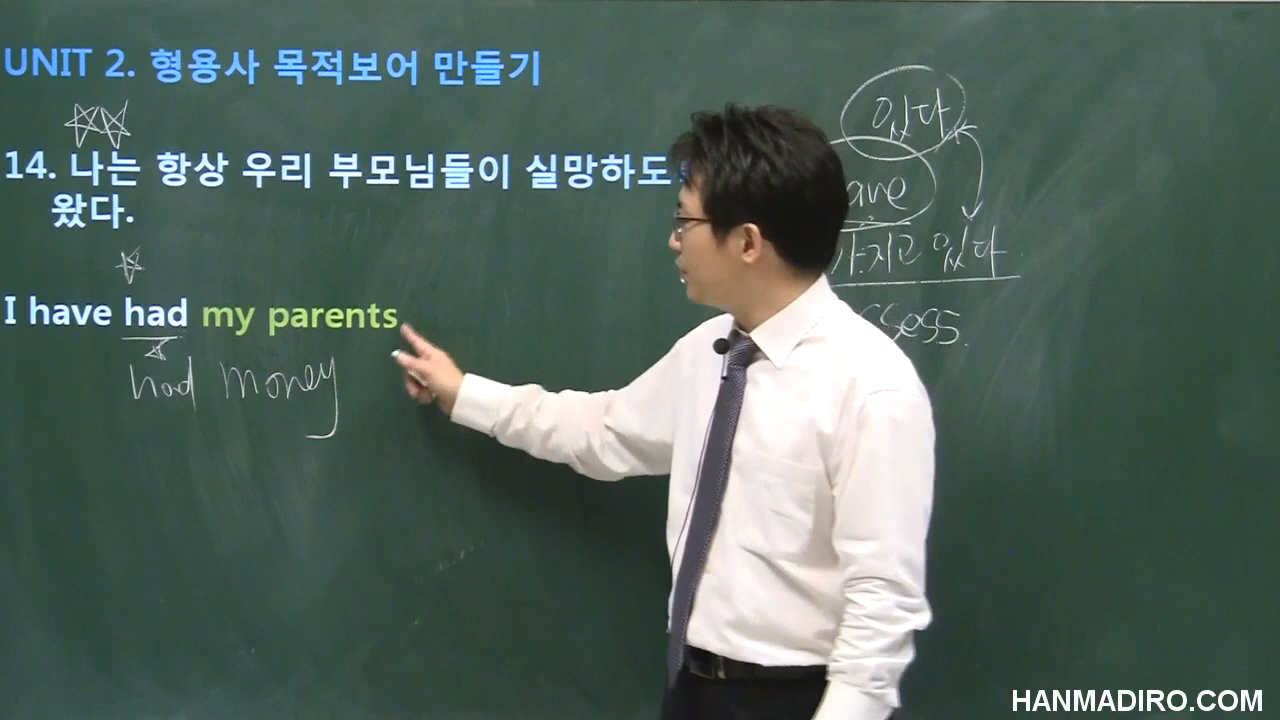 UNIT 2. 형용사 목적보어 만들기
14. 나는 항상 우리 부모님들이 실망하도
왔다.
I have had my parents
had money
있다
ave
가지고 있다
ssess.
HANMADIRO.COM